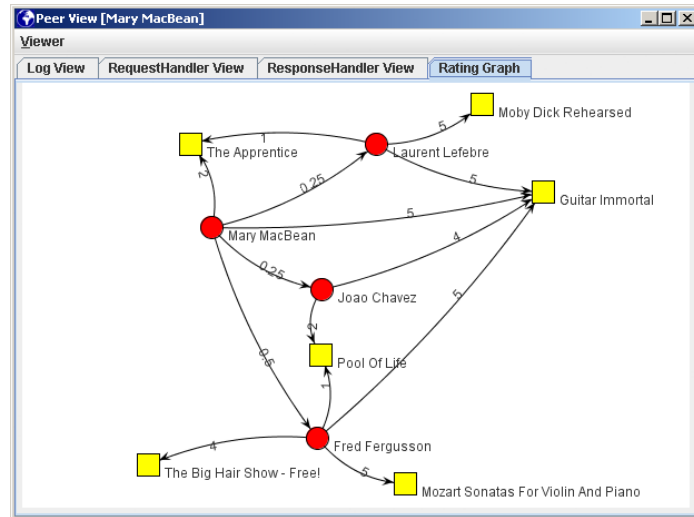 Peer View [Mary MacBean]
Viewer
Log View RequestHandler View ResponseHandler View Rating Graph
5
Moby Dick Rehearsed
1
The Apprentice
Laurent Lefebre
2
0.25
5
Guitar Immortal
5
Mary MacBean
4
0.25
Joao Chavez
5
2
0.5
Pool Of Life
1
4
Fred Fergusson
The Big Hair Show - Free!
5
Mozart Sonatas For Violin And Piano